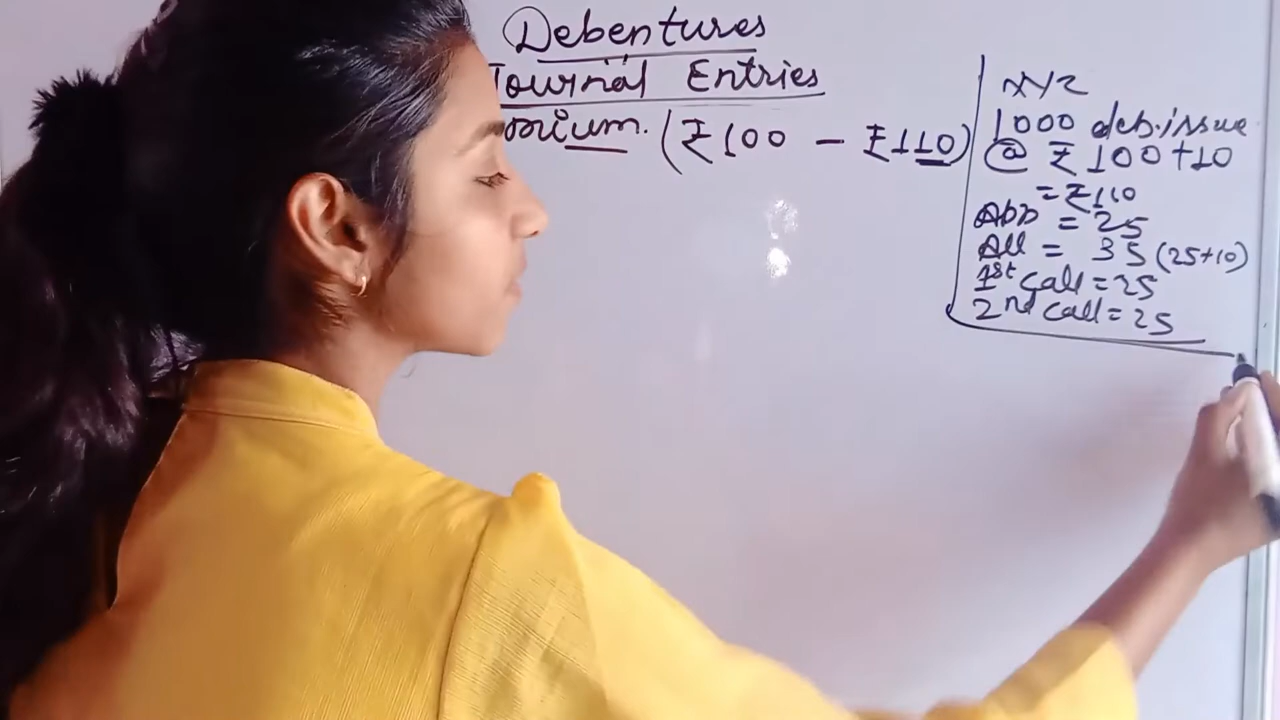 Debentures
Journal Entries
mium. (₹100 - ₹110)
XYZ
1000 deb.issue
@ ₹100+10
=₹110
App = 25
All = 35 (25+10)
1st call = 25
2nd call = 25